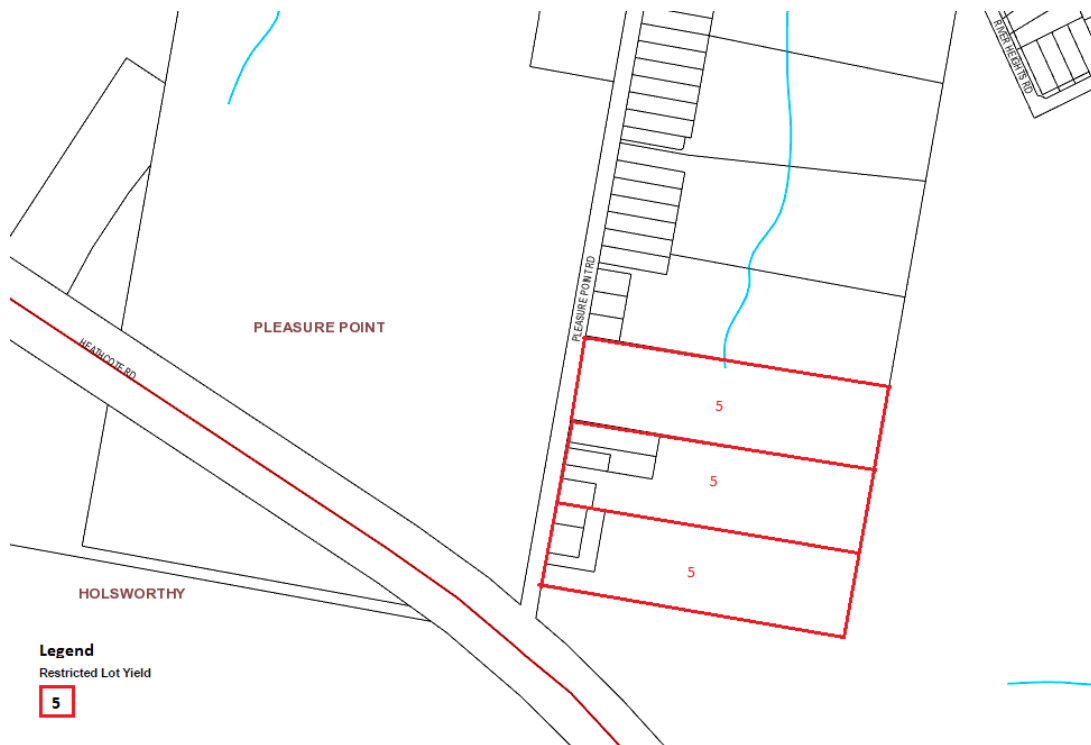 RIVER HEIGHTS RD
PLEASURE POINT RD
PLEASURE POINT
HEATHCOTE RD
5
5
5
HOLSWORTHY
Legend
Restricted Lot Yield
5